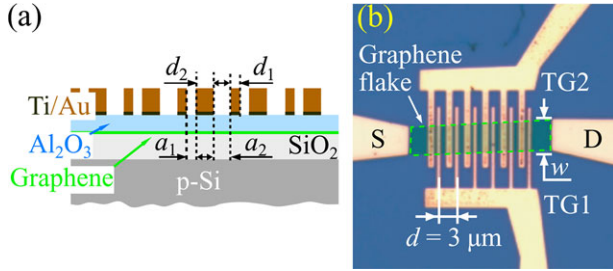 (a)
d₂ d₁
Ti/Au
Al₂O₃
Graphene
a₁ a₂
SiO₂
p-Si
(b)
Graphene
flake
TG2
S
D
w
TG1
d = 3 μm